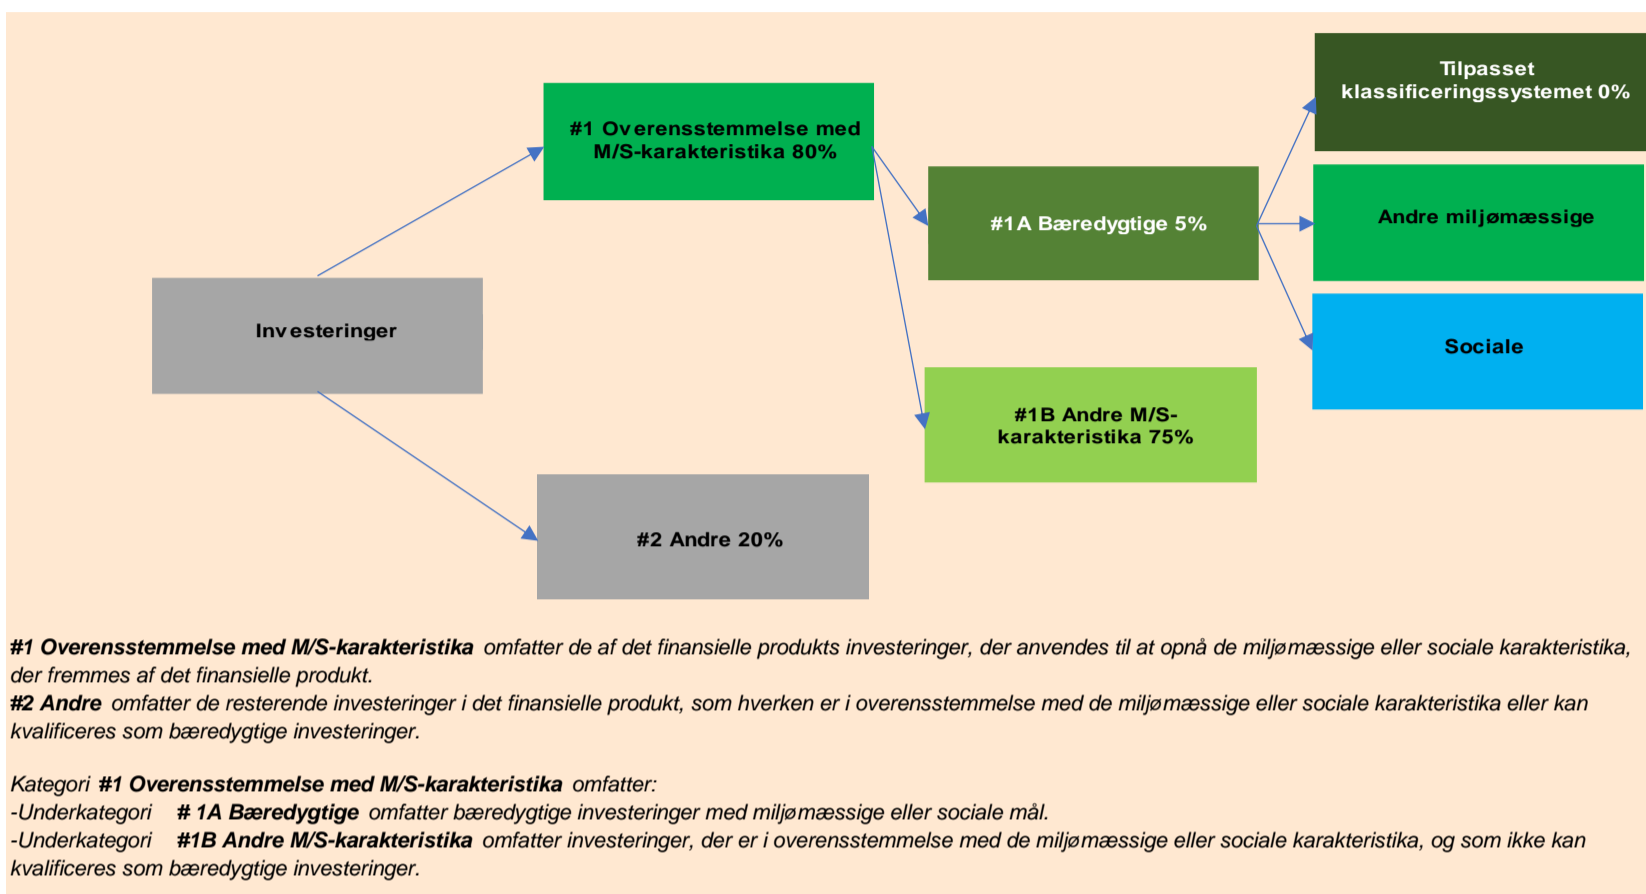 Tilpasset
klassificeringssystemet 0%
#1 Overensstemmelse med
M/S-karakteristika 80%
#1A Bæredygtige 5%
Andre miljømæssige
Investeringer
Sociale
#1B Andre M/S-
karakteristika 75%
#2 Andre 20%
#1 Overensstemmelse med M/S-karakteristika omfatter de af det finansielle produkts investeringer, der anvendes til at opnå de miljømæssige eller sociale karakteristika,
der fremmes af det finansielle produkt.
#2 Andre omfatter de resterende investeringer i det finansielle produkt, som hverken er i overensstemmelse med de miljømæssige eller sociale karakteristika eller kan
kvalificeres som bæredygtige investeringer.
Kategori #1 Overensstemmelse med M/S-karakteristika omfatter:
-Underkategori # 1A Bæredygtige omfatter bæredygtige investeringer med miljømæssige eller sociale mål.
-Underkategori #1B Andre M/S-karakteristika omfatter investeringer, der er i overensstemmelse med de miljømæssige eller sociale karakteristika, og som ikke kan
kvalificeres som bæredygtige investeringer.